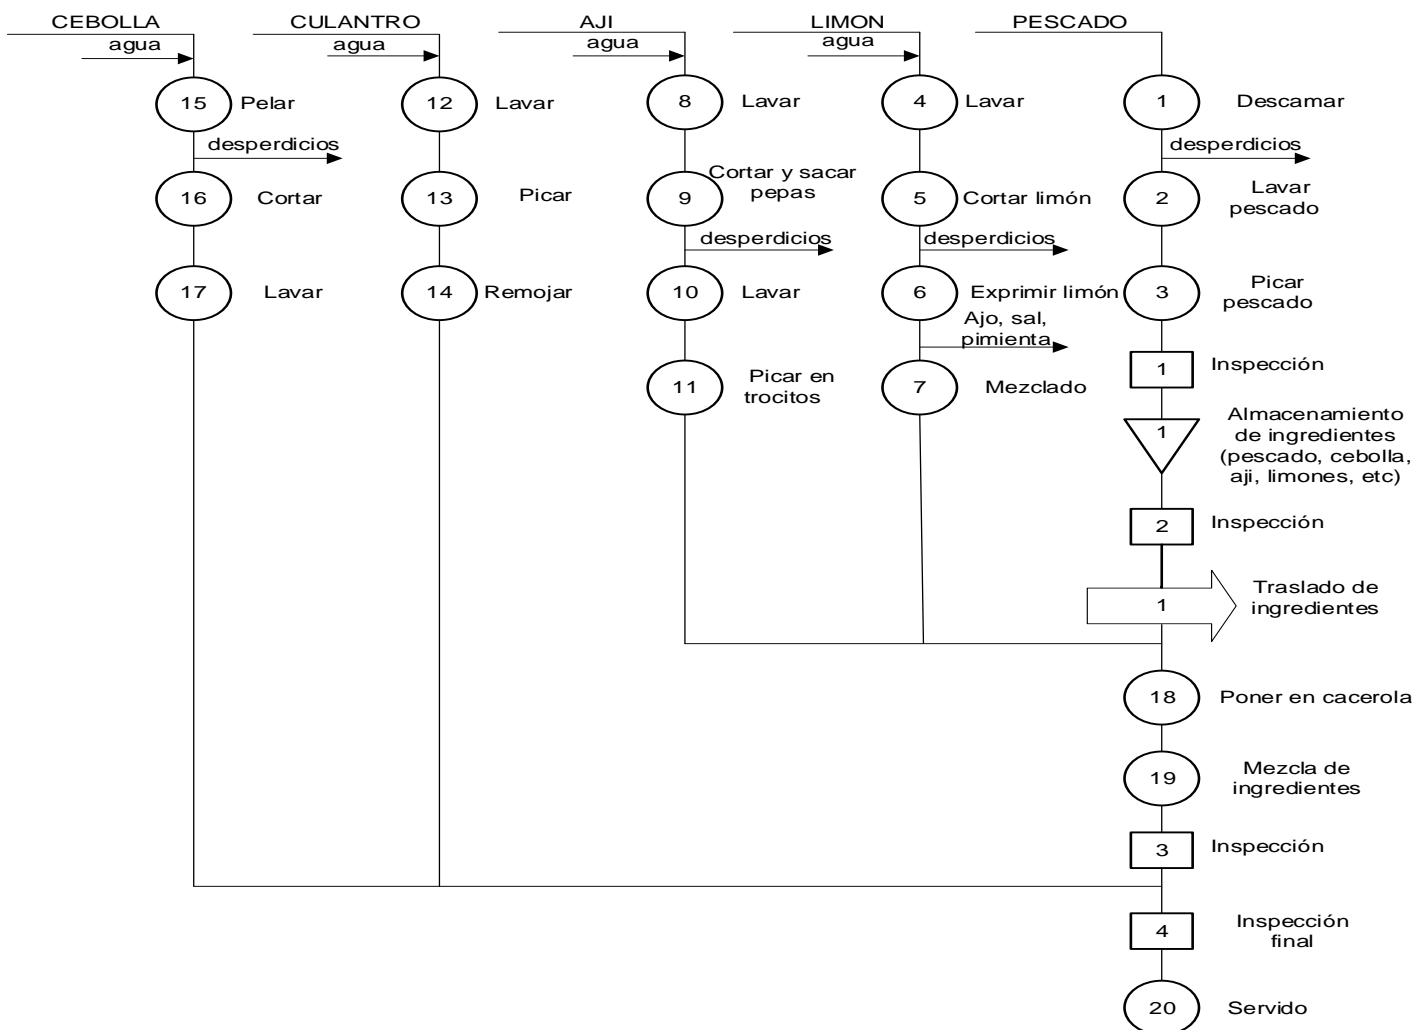 CEBOLLA
CULANTRO
AJI
LIMON
PESCADO
agua
agua
agua
agua
15
Pelar
12
Lavar
8
Lavar
4
Lavar
1
Descamar
desperdicios
desperdicios
16
Cortar
13
Picar
9
Cortar y sacar
pepas
5
Cortar limón
2
Lavar
pescado
desperdicios
desperdicios
17
Lavar
14
Remojar
10
Lavar
6
Exprimir limón
3
Picar
pescado
Ajo, sal,
pimienta
11
Picar en
trocitos
7
Mezclado
1
Inspección
1
Almacenamiento
de ingredientes
(pescado, cebolla,
aji, limones, etc)
2
Inspección
1
Traslado de
ingredientes
18
Poner en cacerola
19
Mezcla de
ingredientes
3
Inspección
4
Inspección
final
20
Servido